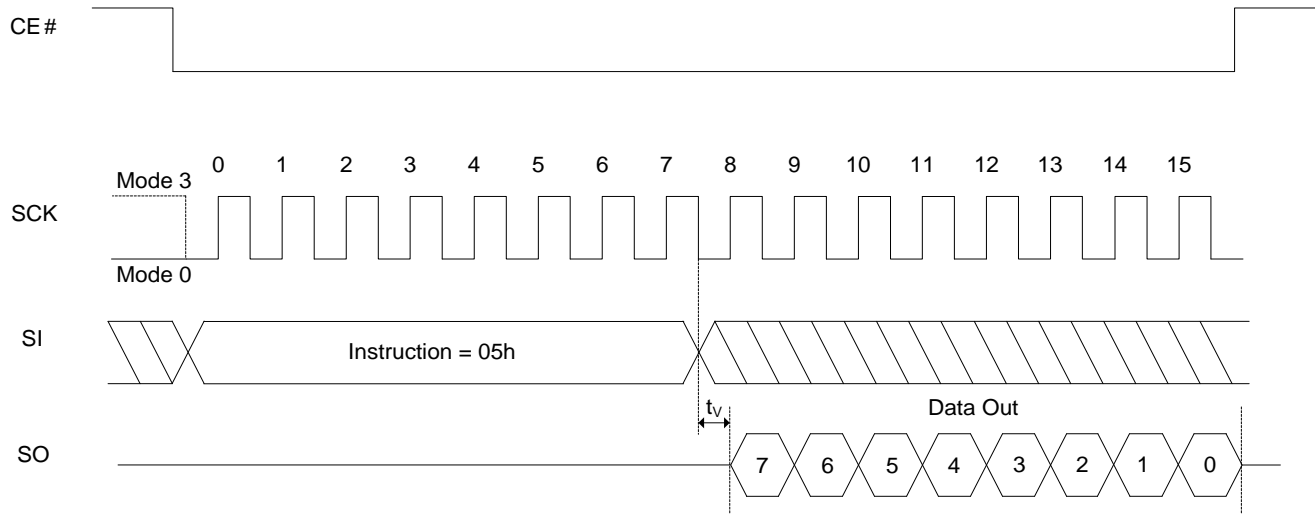 CE#
0 1 2 3 4 5 6 7 8 9 10 11 12 13 14 15
Mode 3
SCK
Mode 0
SI
Instruction = 05h
tV
Data Out
SO
7 6 5 4 3 2 1 0